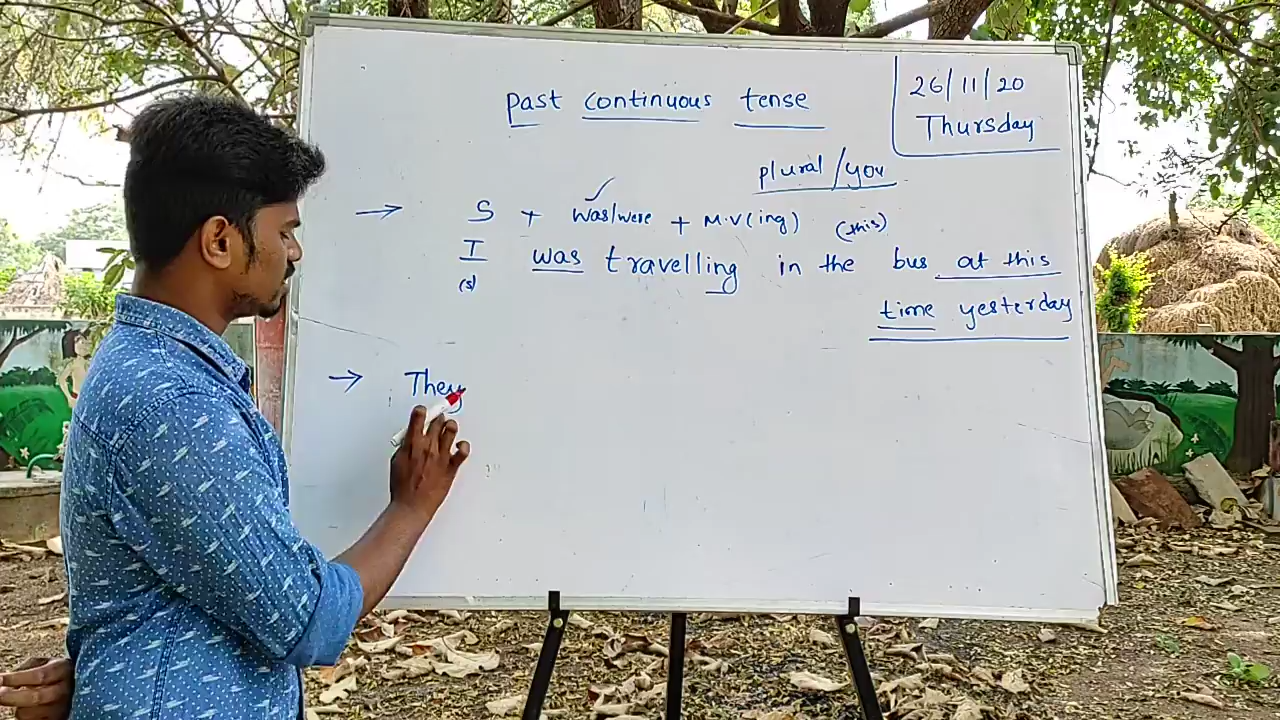 past continuous tense
26/11/20
Thursday
plural/you
→ S + was/were + M.V(ing) (this)
I was travelling in the bus at this
(s)
time yesterday
→ They